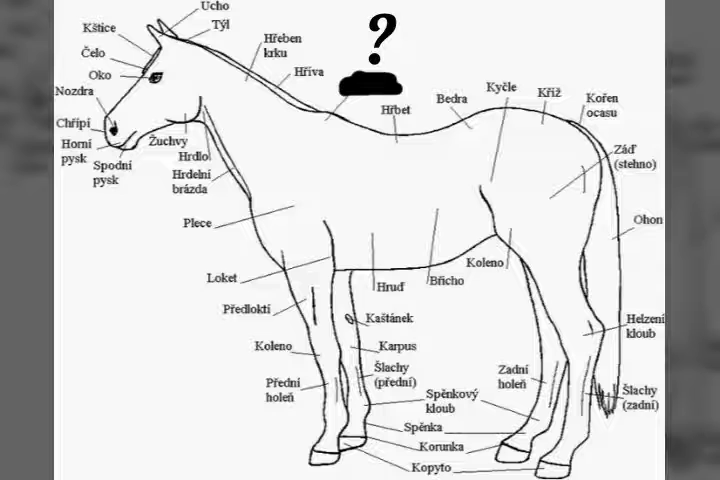 Ucho
Kštice
Týl
?
Čelo
Hřeben
krku
Oko
Hříva
Nozdra
Kyčle
Kříž
Kořen
ocasu
Bedra
Hřbet
Chřípí
Horní
pysk
Žuchvy
Spodní
pysk
Hrdlo
Hrdelní
brázda
Záď
(stehno)
Plece
Ohon
Koleno
Loket
Hruď
Břicho
Předloktí
Kaštánek
Helzení
kloub
Koleno
Karpus
Přední
holeň
Šlachy
(přední)
Zadní
holeň
Šlachy
(zadní)
Spěnkový
kloub
Spěnka
Korunka
Kopyto